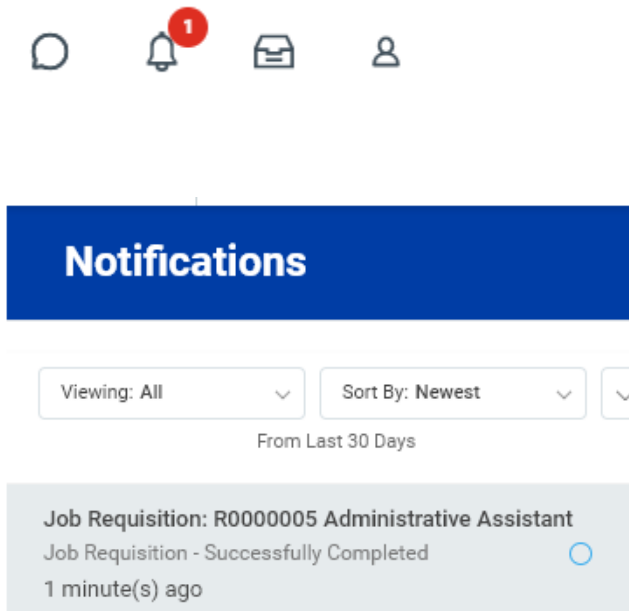 1
Notifications
Viewing: All
Sort By: Newest
From Last 30 Days
Job Requisition: R0000005 Administrative Assistant
Job Requisition - Successfully Completed
1 minute(s) ago